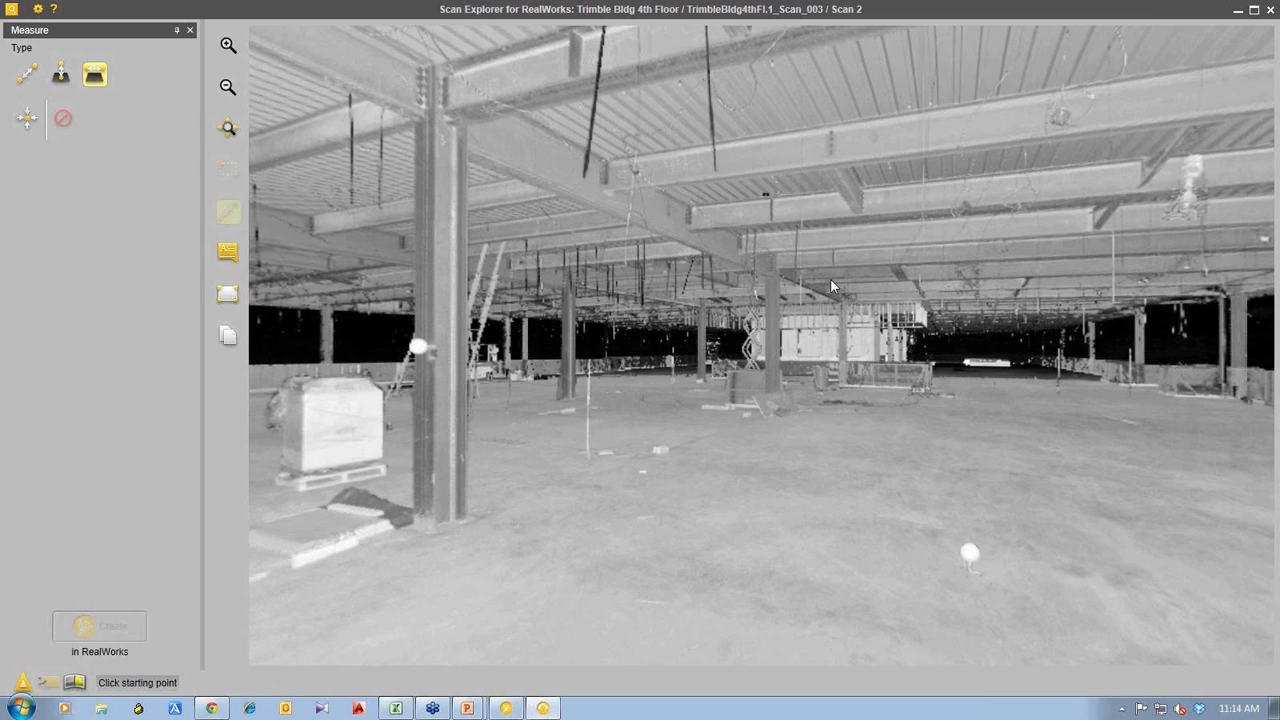 Scan Explorer for RealWorks: Trimble Bldg 4th Floor / TrimbleBldg4thFl.1_Scan_003 / Scan 2
Measure
Type
Create
in RealWorks
Click starting point
11:14 AM